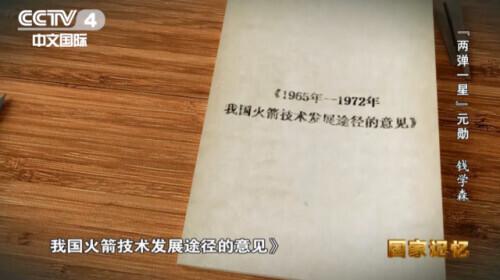 CCTV 4
中文国际
《1965年--1972年
我国火箭技术发展途径的意见》
『两弹一星』元勋 钱学森
我国火箭技术发展途径的意见》
国家记忆